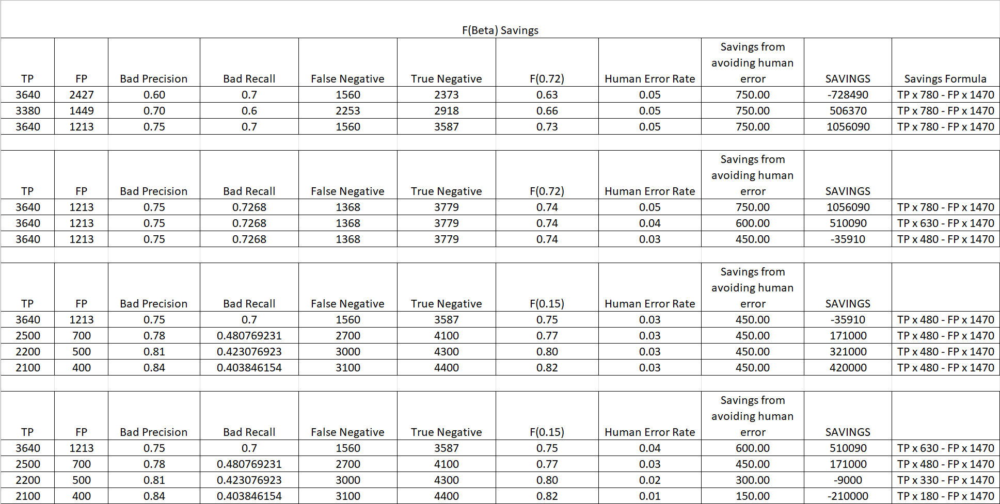 F(Beta) Savings
Savings from
avoiding human
TP FP Bad Precision Bad Recall False Negative True Negative F(0.72) Human Error Rate error SAVINGS Savings Formula
3640 2427 0.60 0.7 1560 2373 0.63 0.05 750.00 -728490 TP x 780 - FP x 1470
3380 1449 0.70 0.6 2253 2918 0.66 0.05 750.00 506370 TP x 780 - FP x 1470
3640 1213 0.75 0.7 1560 3587 0.73 0.05 750.00 1056090 TP x 780 - FP x 1470
Savings from
avoiding human
TP FP Bad Precision Bad Recall False Negative True Negative F(0.72) Human Error Rate error SAVINGS
3640 1213 0.75 0.7268 1368 3779 0.74 0.05 750.00 1056090 TP x 780 - FP x 1470
3640 1213 0.75 0.7268 1368 3779 0.74 0.04 600.00 510090 TP x 630 - FP x 1470
3640 1213 0.75 0.7268 1368 3779 0.74 0.03 450.00 -35910 TP x 480 - FP x 1470
Savings from
avoiding human
TP FP Bad Precision Bad Recall False Negative True Negative F(0.15) Human Error Rate error SAVINGS
3640 1213 0.75 0.7 1560 3587 0.75 0.03 450.00 -35910 TP x 480 - FP x 1470
2500 700 0.78 0.480769231 2700 4100 0.77 0.03 450.00 171000 TP x 480 - FP x 1470
2200 500 0.81 0.423076923 3000 4300 0.80 0.03 450.00 321000 TP x 480 - FP x 1470
2100 400 0.84 0.403846154 3100 4400 0.82 0.03 450.00 420000 TP x 480 - FP x 1470
Savings from
avoiding human
TP FP Bad Precision Bad Recall False Negative True Negative F(0.15) Human Error Rate error SAVINGS
3640 1213 0.75 0.7 1560 3587 0.75 0.04 600.00 510090 TP x 630 - FP x 1470
2500 700 0.78 0.480769231 2700 4100 0.77 0.03 450.00 171000 TP x 480 - FP x 1470
2200 500 0.81 0.423076923 3000 4300 0.80 0.02 300.00 -9000 TP x 330 - FP x 1470
2100 400 0.84 0.403846154 3100 4400 0.82 0.01 150.00 -210000 TP x 180 - FP x 1470